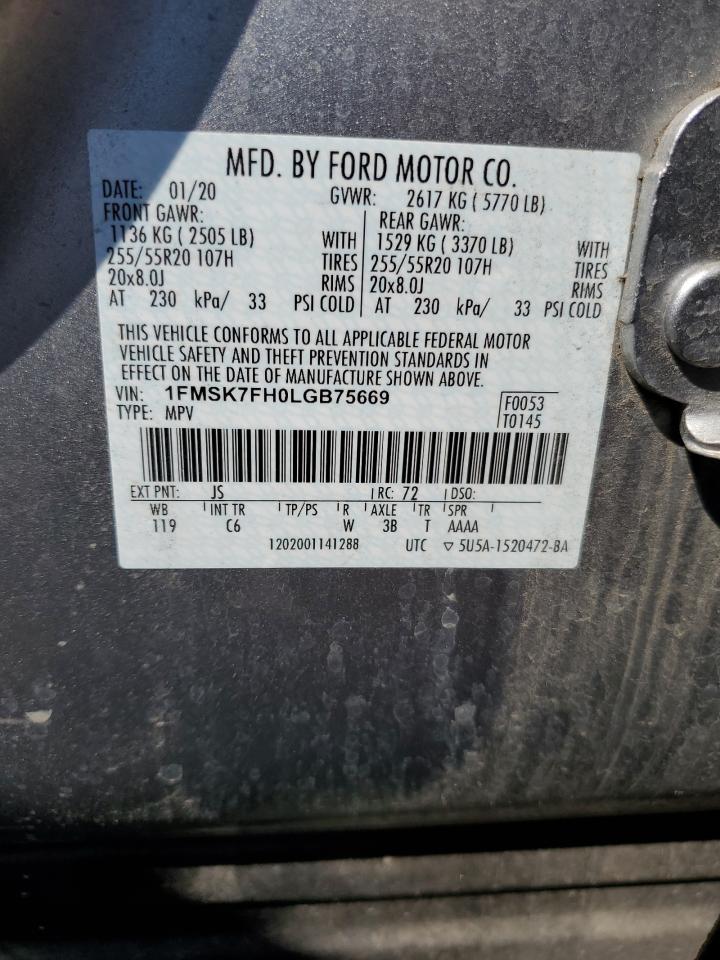 MFD. BY FORD MOTOR CO.
DATE: 01/20 GVWR: 2617 KG ( 5770 LB)
FRONT GAWR: REAR GAWR:
1136 KG ( 2505 LB) WITH 1529 KG ( 3370 LB) WITH
255/55R20 107H TIRES 255/55R20 107H TIRES
20x8.0J RIMS 20x8.0J RIMS
AT 230 kPa/ 33 PSI COLD AT 230 kPa/ 33 PSI COLD
THIS VEHICLE CONFORMS TO ALL APPLICABLE FEDERAL MOTOR
VEHICLE SAFETY AND THEFT PREVENTION STANDARDS IN
EFFECT ON THE DATE OF MANUFACTURE SHOWN ABOVE.
VIN: 1FMSK7FH0LGB75669 F0053
TYPE: MPV T0145
EXT PNT: JS RC: 72 DSO:
WB INT TR TP/PS R AXLE TR SPR
119 C6 W 3B T AAAA
1202001141288 UTC ▽ 5U5A-1520472-BA